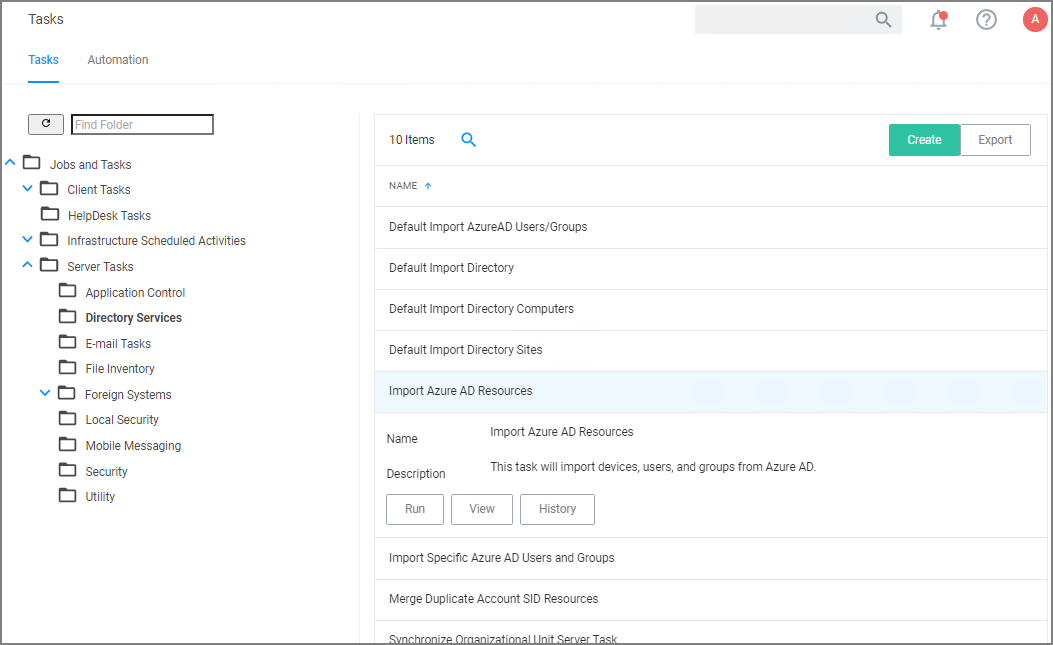 Tasks
A
Tasks Automation
Find Folder
Jobs and Tasks
Client Tasks
HelpDesk Tasks
Infrastructure Scheduled Activities
Server Tasks
Application Control
Directory Services
E-mail Tasks
File Inventory
Foreign Systems
Local Security
Mobile Messaging
Security
Utility
10 Items Create Export
NAME
Default Import AzureAD Users/Groups
Default Import Directory
Default Import Directory Computers
Default Import Directory Sites
Import Azure AD Resources
Name Import Azure AD Resources
Description This task will import devices, users, and groups from Azure AD.
Run View History
Import Specific Azure AD Users and Groups
Merge Duplicate Account SID Resources
Synchronize Organizational Unit Server Task